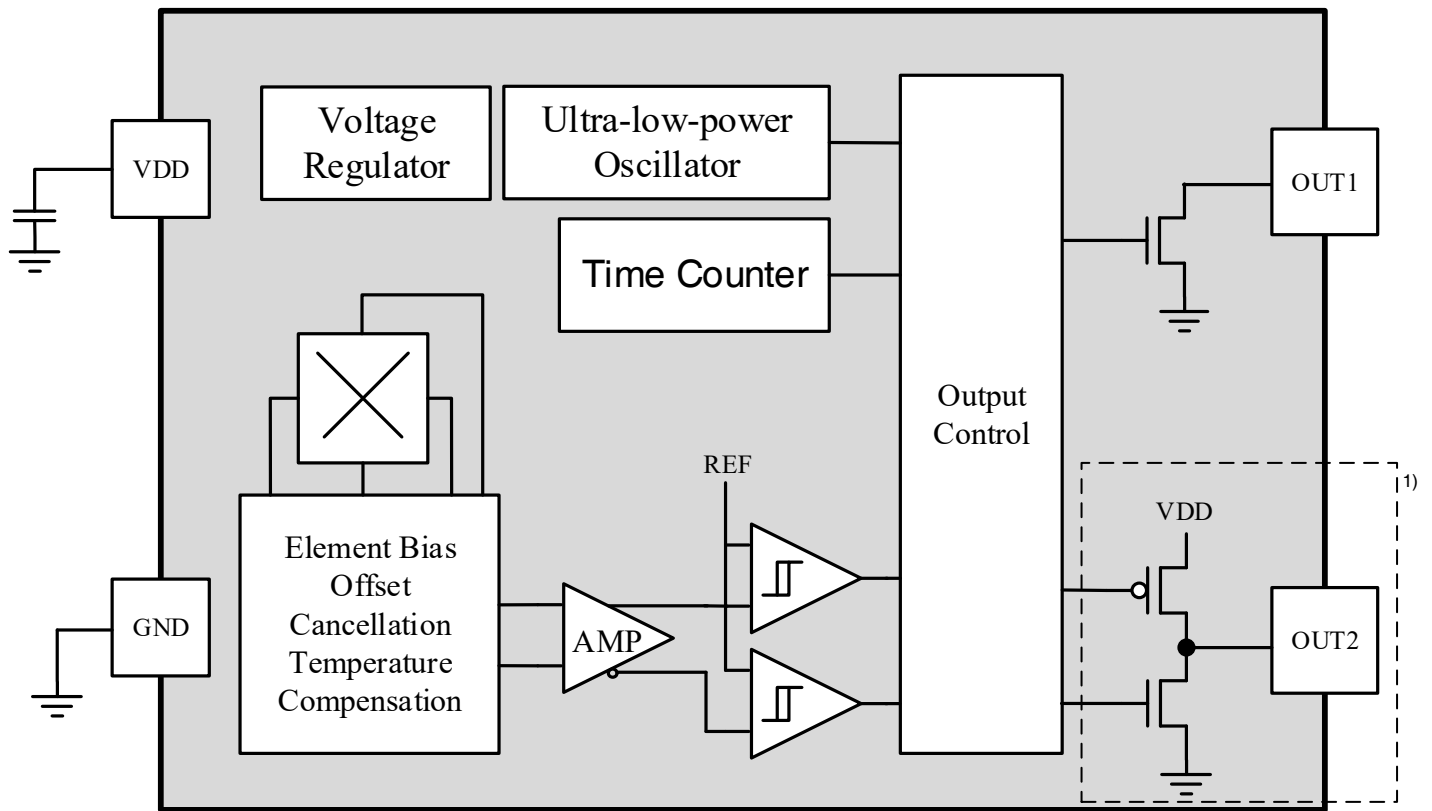 Voltage
Regulator
Ultra-low-power
Oscillator
VDD
OUT1
Time Counter
Output
Control
REF
1)
VDD
Element Bias
Offset
Cancellation
Temperature
Compensation
AMP
GND
OUT2